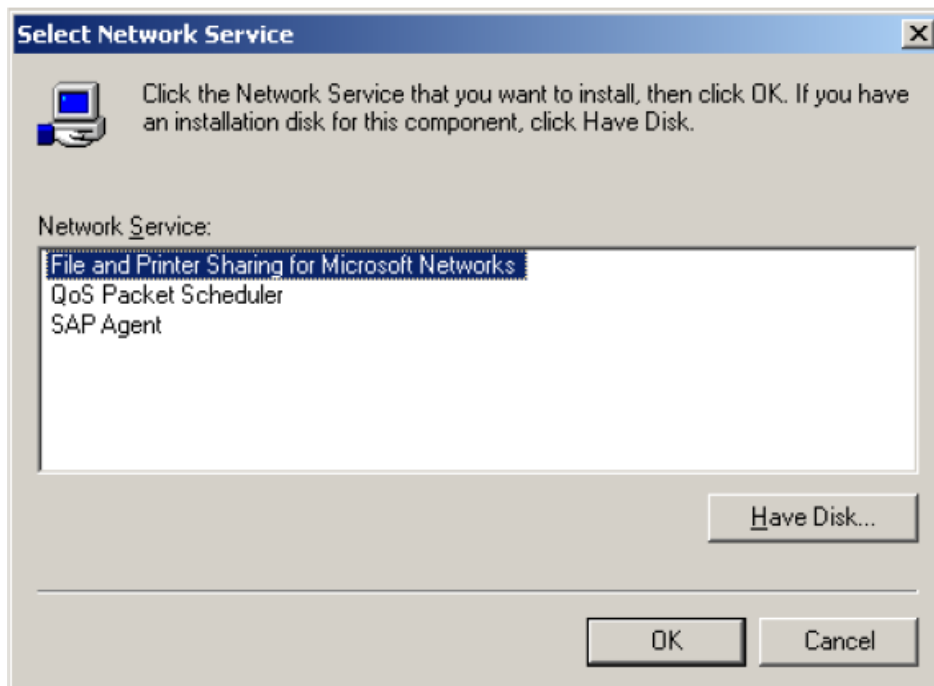 Select Network Service
Click the Network Service that you want to install, then click OK. If you have
an installation disk for this component, click Have Disk.
Network Service:
File and Printer Sharing for Microsoft Networks
QoS Packet Scheduler
SAP Agent
Have Disk...
OK
Cancel